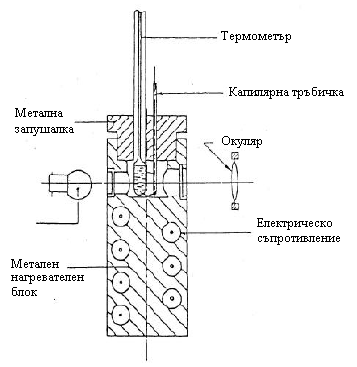 Термометър
Капилярна тръбичка
Метална
запушалка
Окуляр
Електрическо
съпротивление
Метален
нагревателен
блок